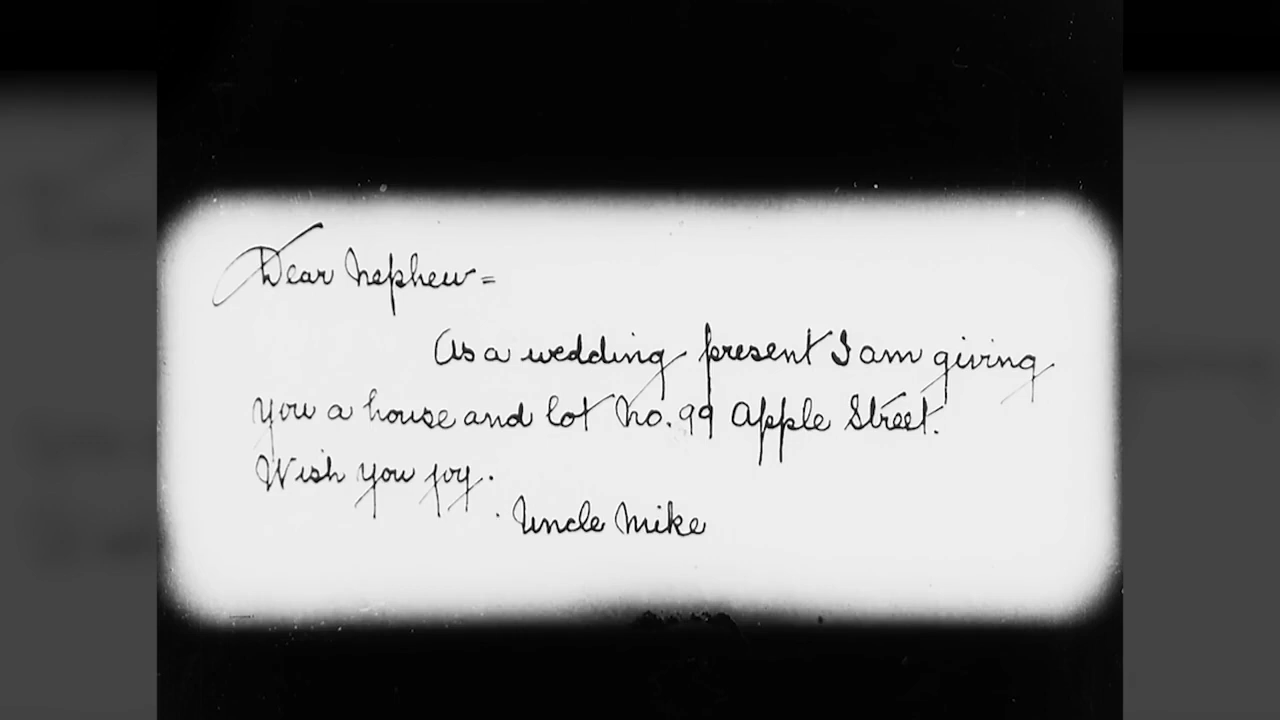 Dear Nephew =
As a wedding present I am giving
you a house and lot No. 99 Apple Street.
Wish you joy.
Uncle Mike